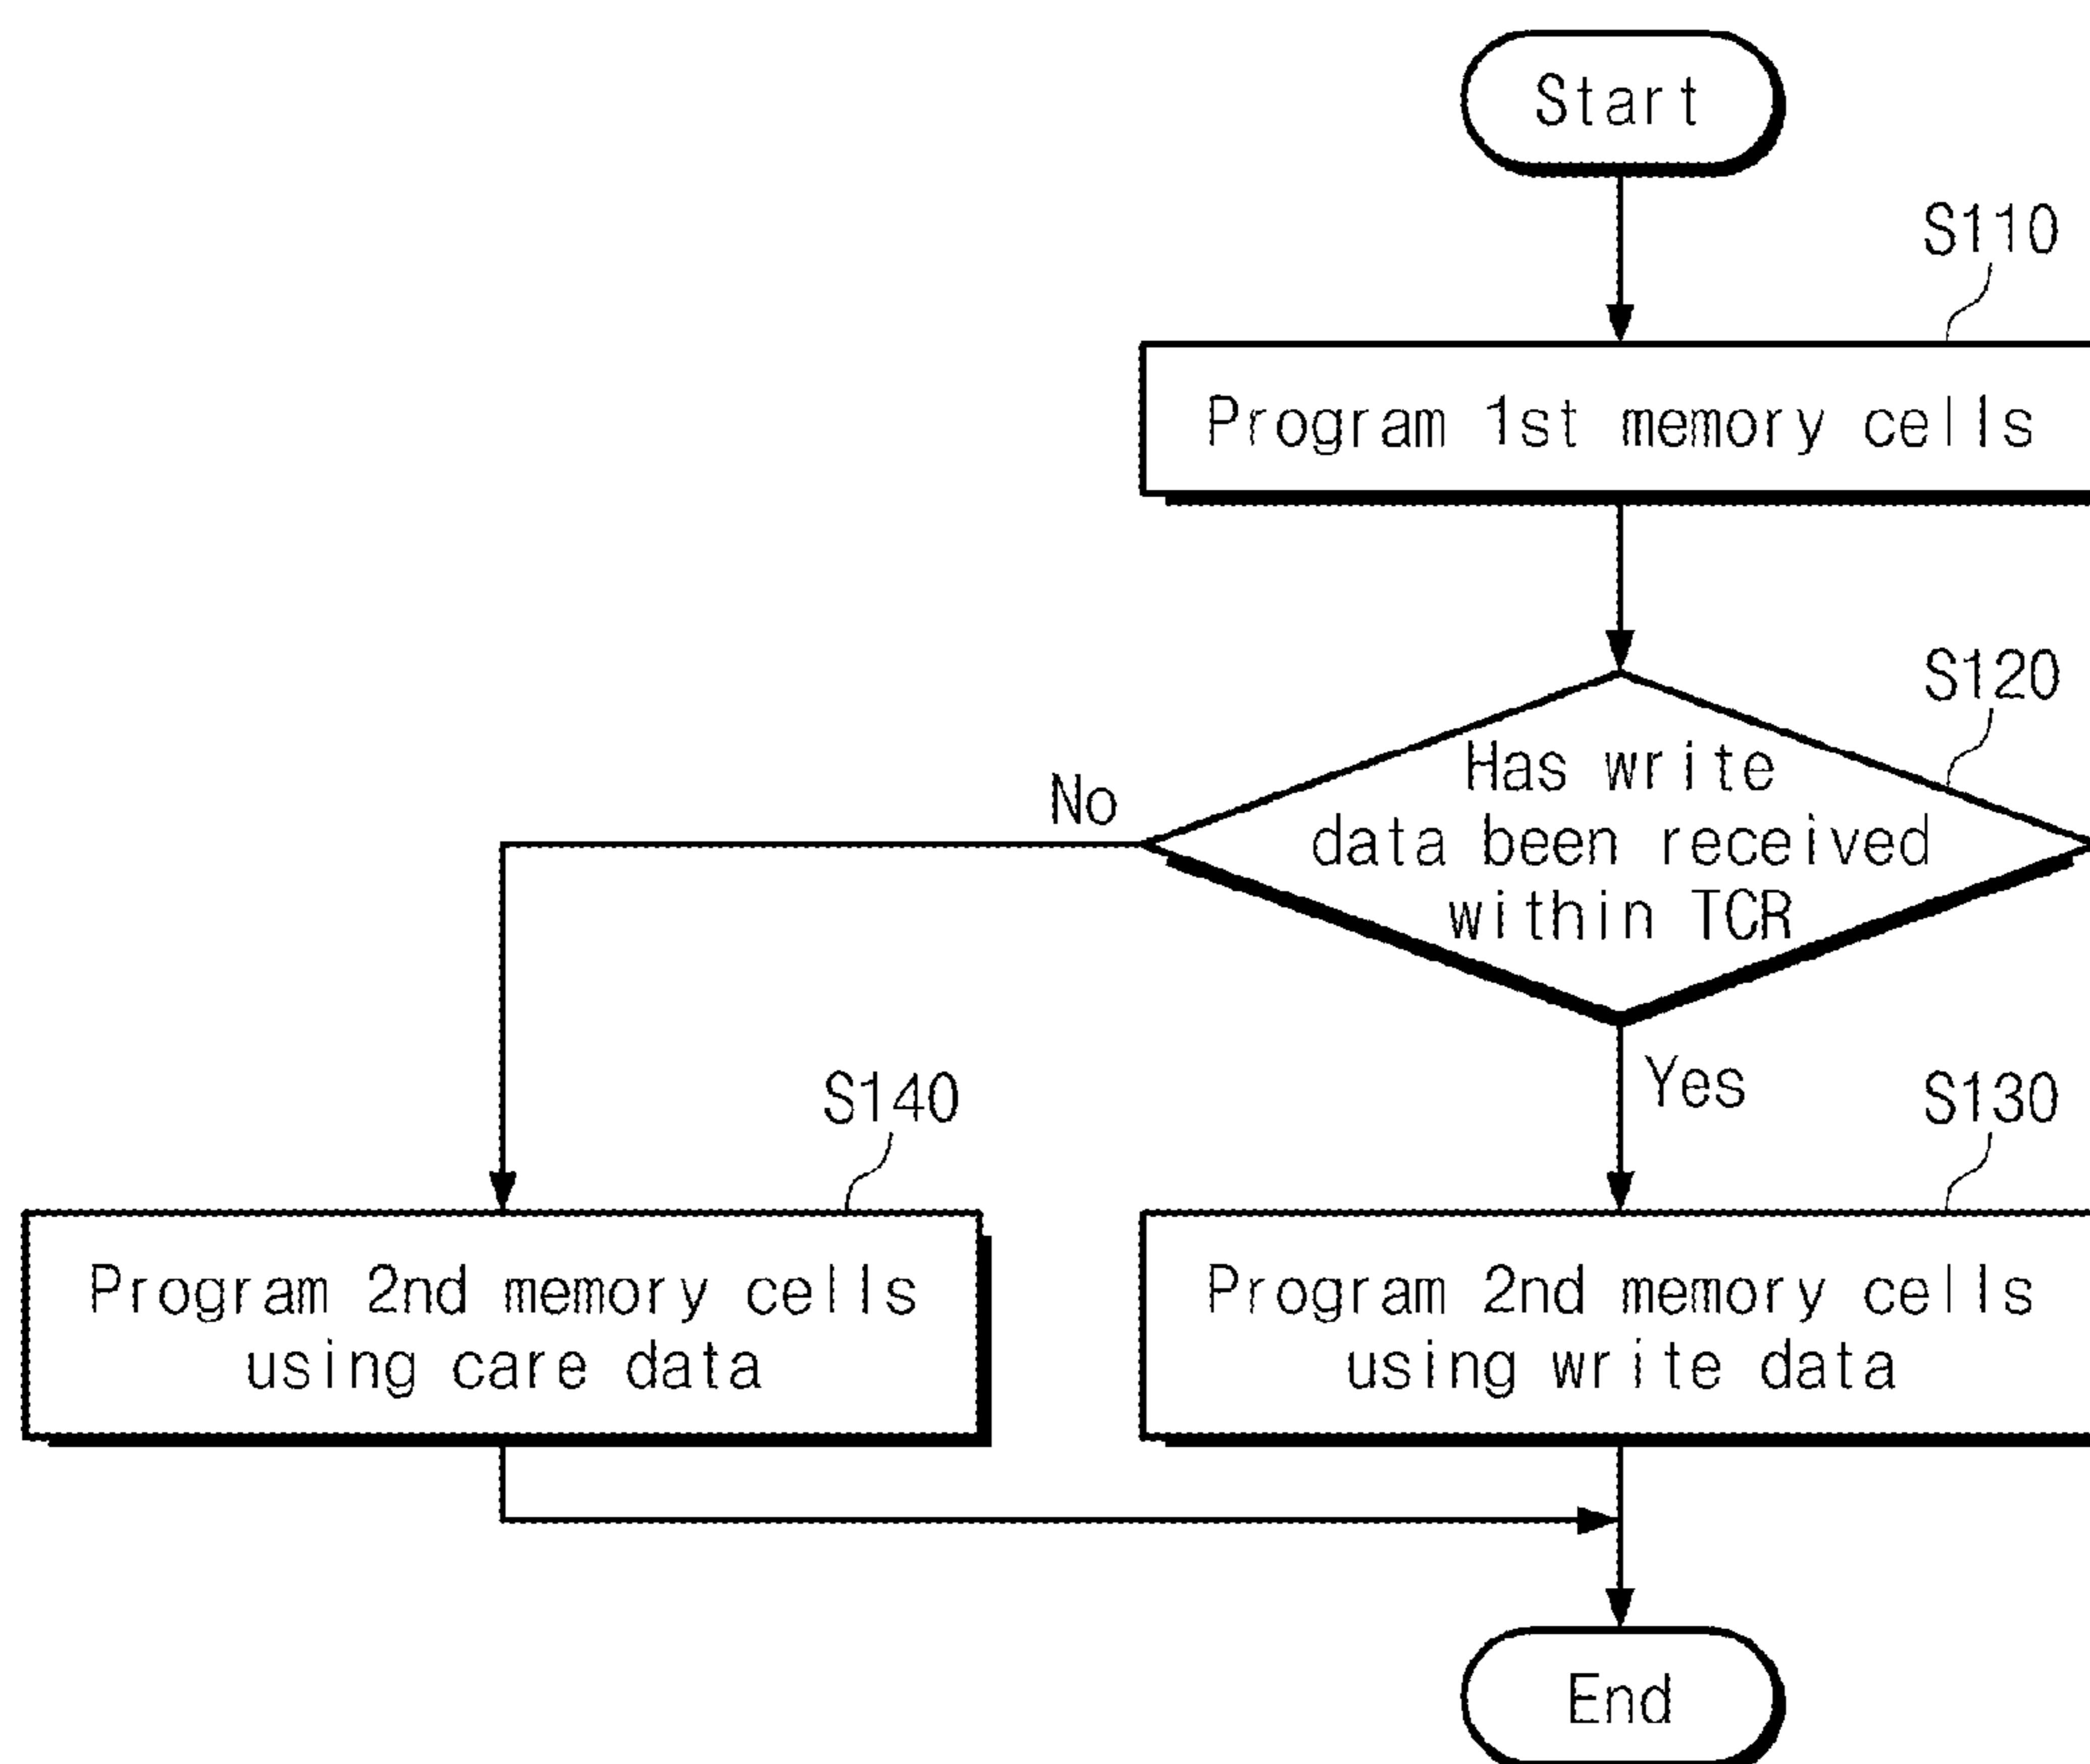 Start
S110
Program 1st memory cells
S120
Has write
data been received
within TCR
No
Yes
S140
S130
Program 2nd memory cells
using care data
Program 2nd memory cells
using write data
End